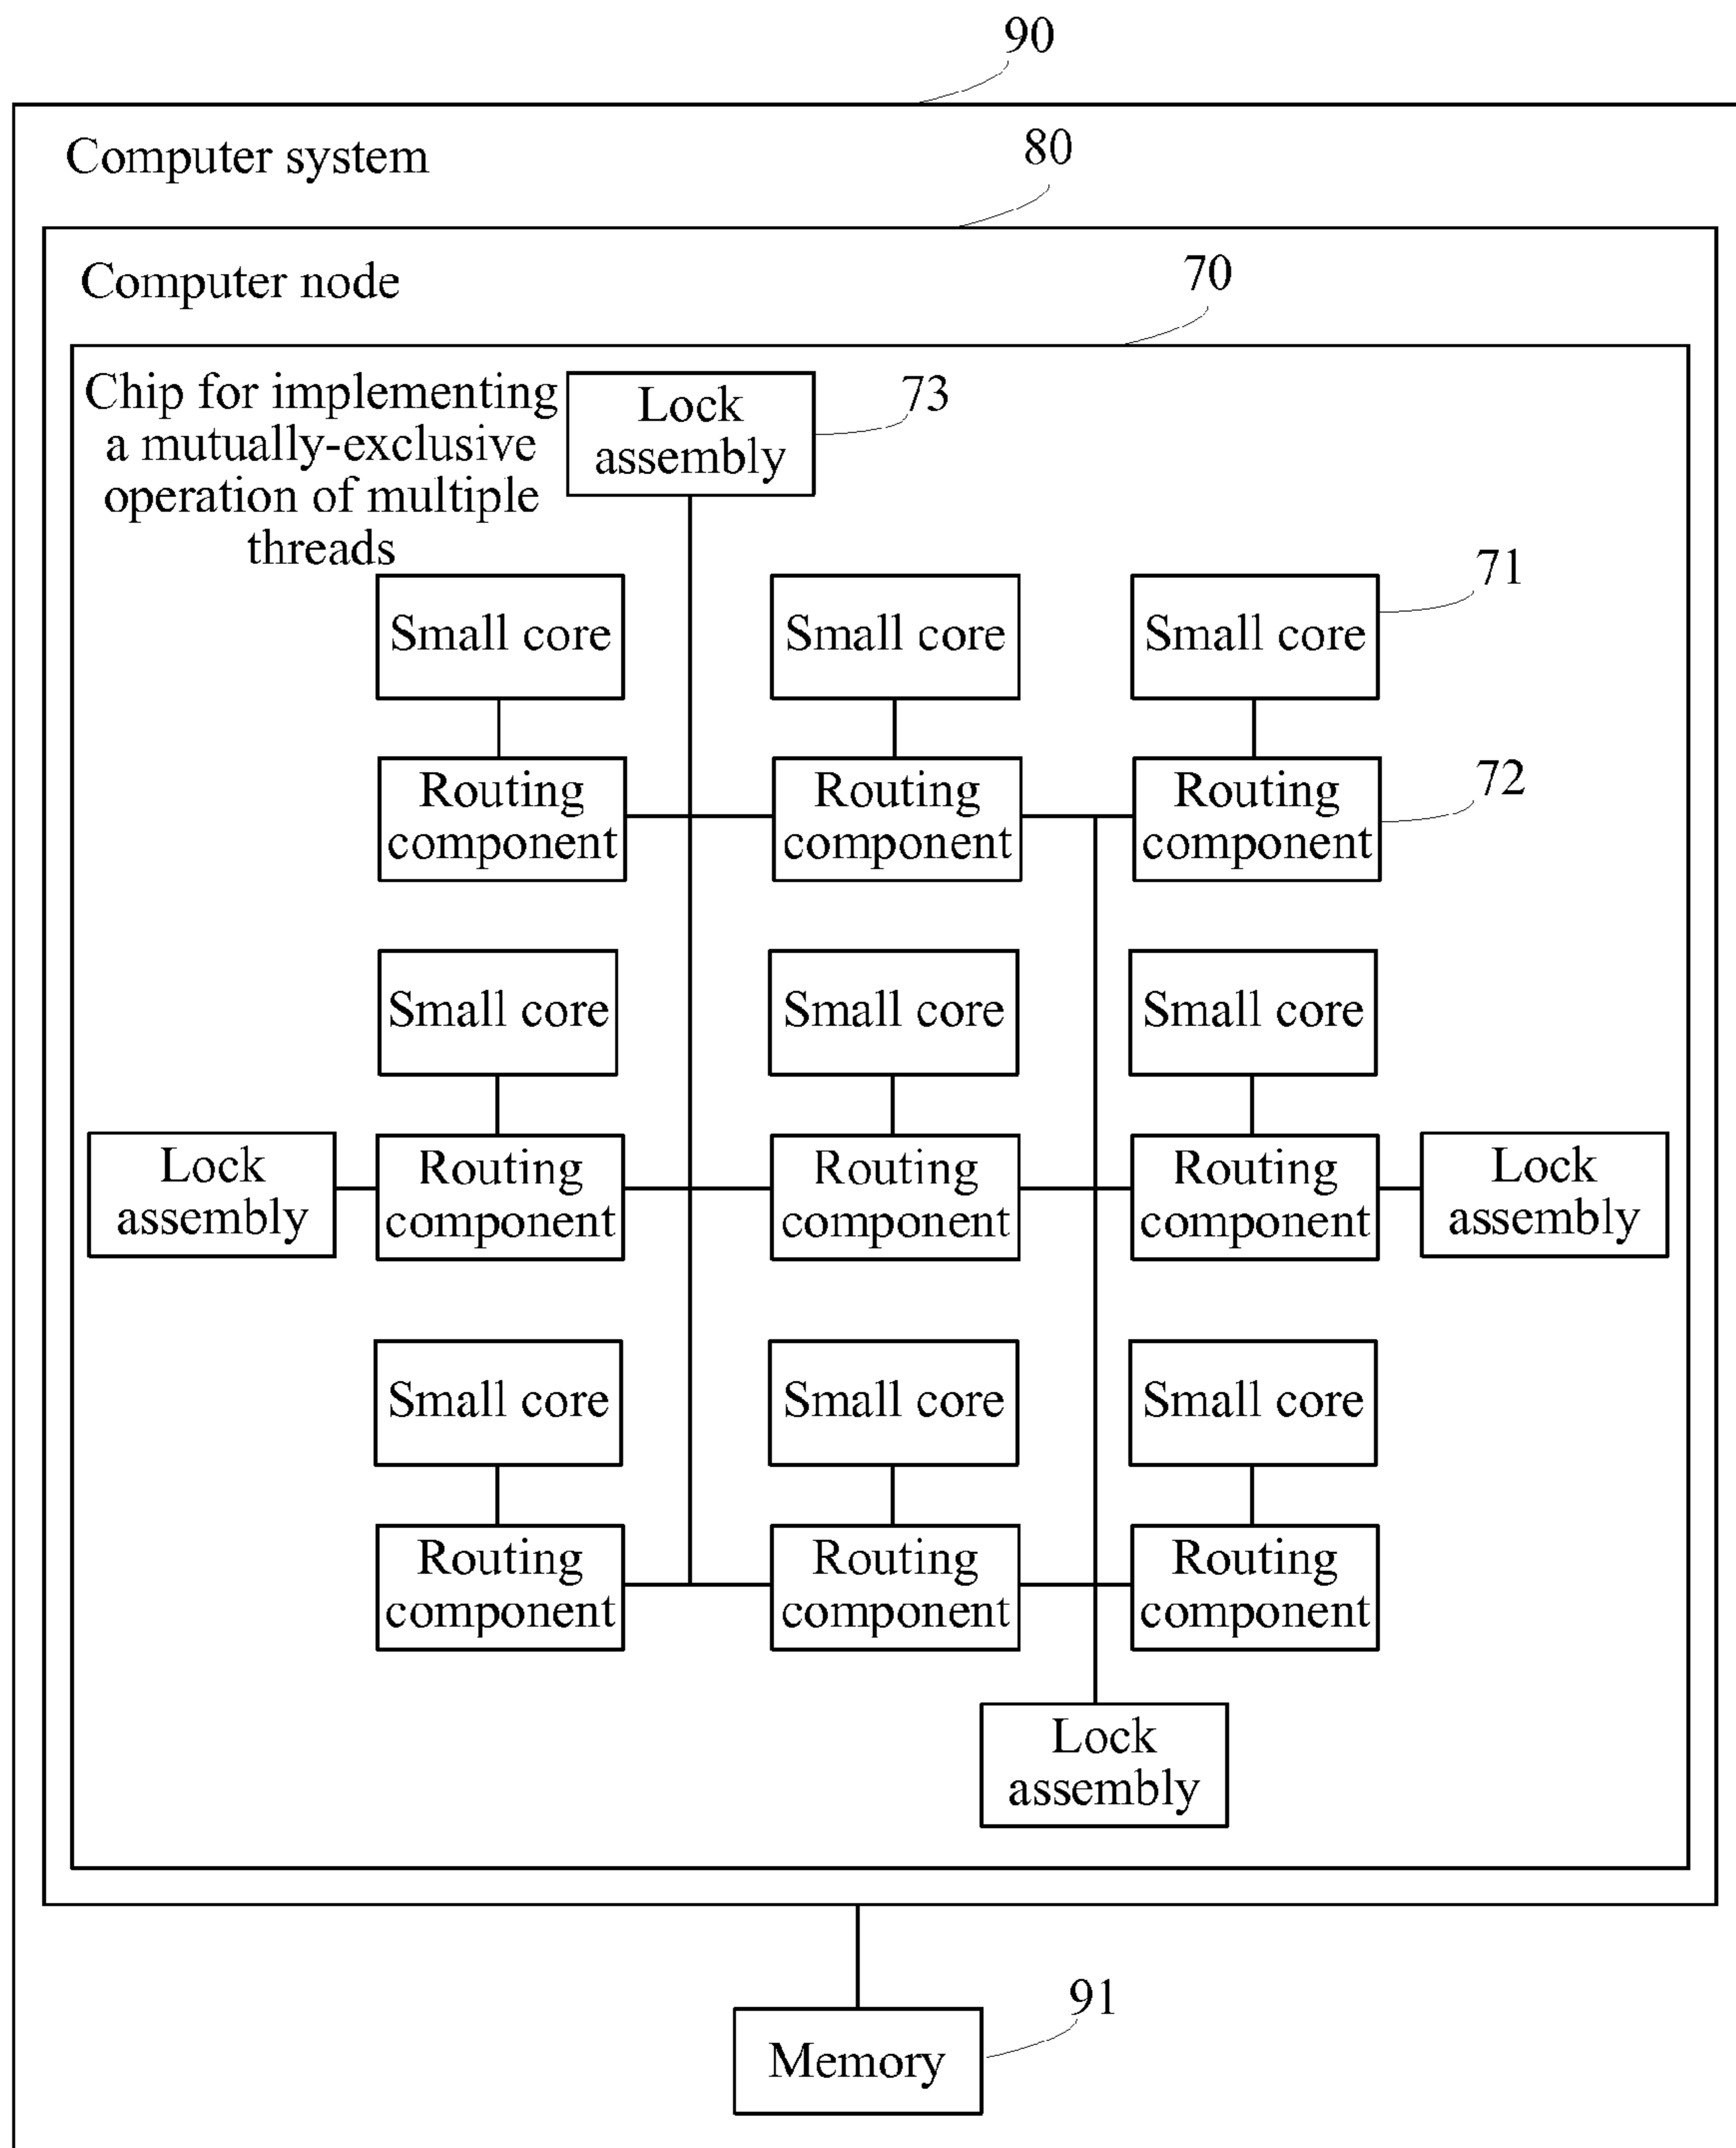 90
Computer system
80
Computer node
70
Chip for implementing
a mutually-exclusive
operation of multiple
threads
Lock
assembly
73
Small core
Small core
Small core
71
Routing
component
Routing
component
Routing
component
72
Small core
Small core
Small core
Lock
assembly
Routing
component
Routing
component
Routing
component
Lock
assembly
Small core
Small core
Small core
Routing
component
Routing
component
Routing
component
Lock
assembly
91
Memory